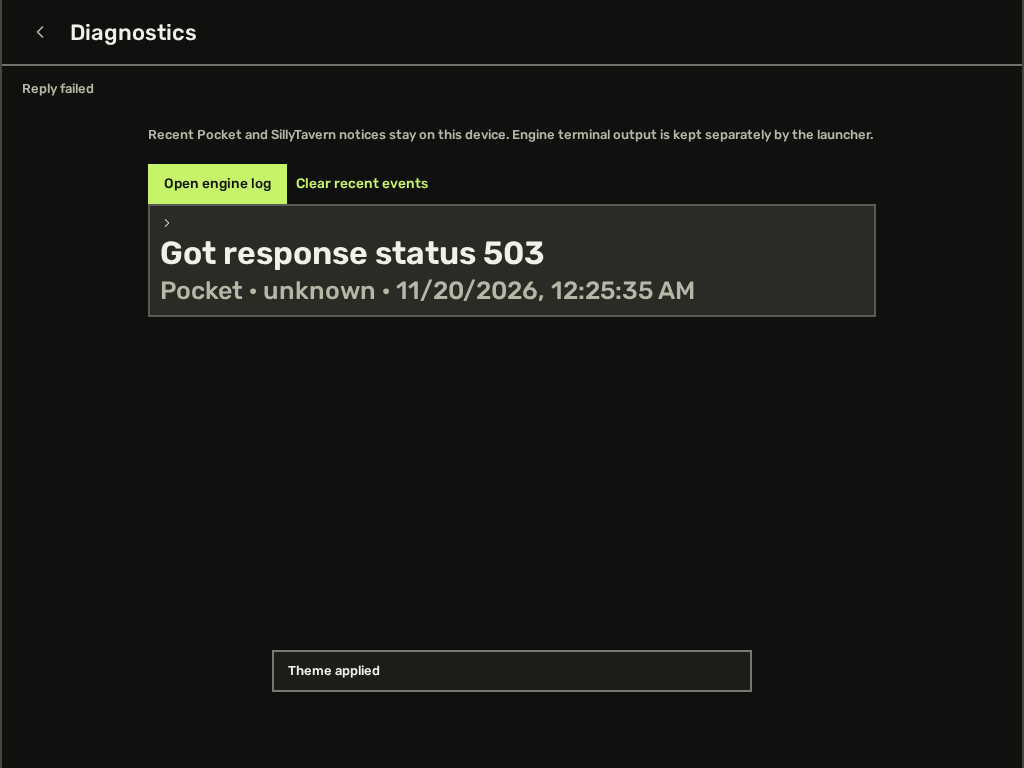 Diagnostics
Reply failed
Recent Pocket and SillyTavern notices stay on this device. Engine terminal output is kept separately by the launcher.
Open engine log
Clear recent events
Got response status 503
Pocket • unknown • 11/20/2026, 12:25:35 AM
Theme applied